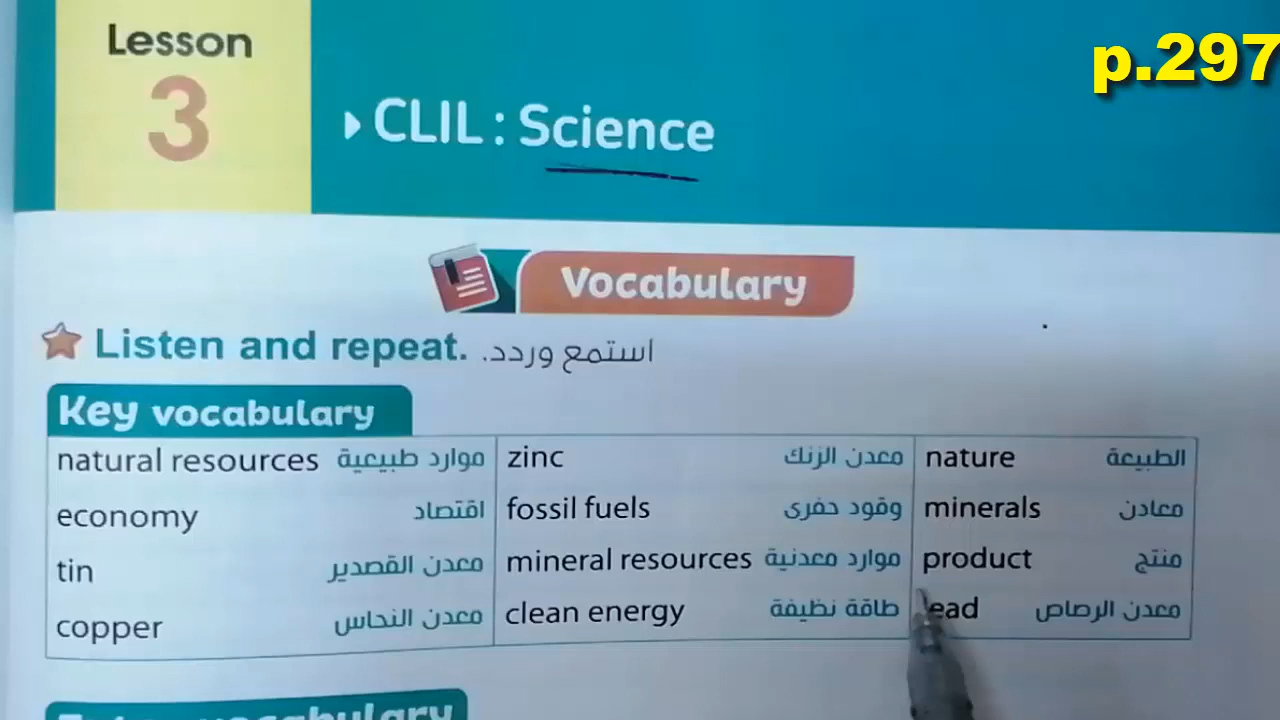 p.297
Lesson
3
CLIL : Science
Vocabulary
Listen and repeat. استمع وردد.
Key vocabulary
natural resources موارد طبيعية zinc معدن الزنك nature الطبيعة
economy اقتصاد fossil fuels وقود حفرى minerals معادن
tin معدن القصدير mineral resources موارد معدنية product منتج
copper معدن النحاس clean energy طاقة نظيفة lead معدن الرصاص
vocabulary